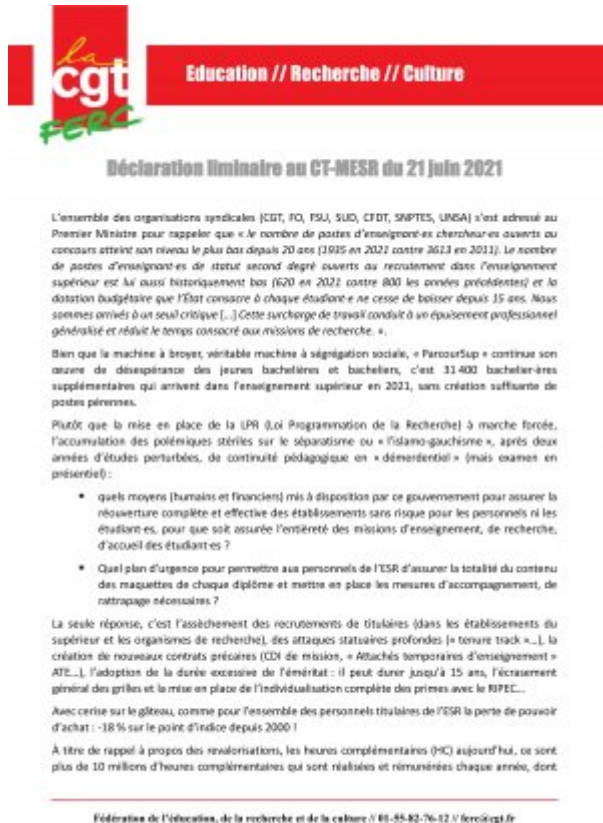 la
cgt
FERC
Education // Recherche // Culture
Déclaration liminaire au CT-MESR du 21 juin 2021
L'ensemble des organisations syndicales (CGT, FO, FSU, SUD, CFDT, SNPTES, UNSA) s'est adressé au
Premier Ministre pour rappeler que « le nombre de postes d'enseignant·es chercheur·es ouverts au
concours atteint son niveau le plus bas depuis 20 ans (1935 en 2021 contre 3613 en 2011). Le nombre
de postes d'enseignant·es de statut second degré ouverts au recrutement dans l'enseignement
supérieur est lui aussi historiquement bas (620 en 2021 contre 800 les années précédentes) et la
dotation budgétaire que l'État consacre à chaque étudiant·e ne cesse de baisser depuis 15 ans. Nous
sommes arrivés à un seuil critique [...] Cette surcharge de travail conduit à un épuisement professionnel
généralisé et réduit le temps consacré aux missions de recherche. ».
Bien que la machine à broyer, véritable machine à ségrégation sociale, « ParcourSup » continue son
œuvre de désespérance des jeunes bachelières et bacheliers, c'est 31 400 bachelier·ères
supplémentaires qui arrivent dans l'enseignement supérieur en 2021, sans création suffisante de
postes pérennes.
Plutôt que la mise en place de la LPR (Loi Programmation de la Recherche) à marche forcée,
l'accumulation des polémiques stériles sur le séparatisme ou « l'islamo-gauchisme », après deux
années d'études perturbées, de continuité pédagogique en « démerdentiel » (mais examen en
présentiel) :
• quels moyens (humains et financiers) mis à disposition par ce gouvernement pour assurer la
réouverture complète et effective des établissements sans risque pour les personnels ni les
étudiant·es, pour que soit assurée l'entièreté des missions d'enseignement, de recherche,
d'accueil des étudiant·es ?
• Quel plan d'urgence pour permettre aux personnels de l'ESR d'assurer la totalité du contenu
des maquettes de chaque diplôme et mettre en place les mesures d'accompagnement, de
rattrapage nécessaires ?
La seule réponse, c'est l'assèchement des recrutements de titulaires (dans les établissements du
supérieur et les organismes de recherche), des attaques statuaires profondes (« tenure track »...), la
création de nouveaux contrats précaires (CDI de mission, « Attachés temporaires d'enseignement »
ATE...), l'adoption de la durée excessive de l'éméritat : il peut durer jusqu'à 15 ans, l'écrasement
général des grilles et la mise en place de l'individualisation complète des primes avec le RIPEC...
Avec cerise sur le gâteau, comme pour l'ensemble des personnels titulaires de l'ESR la perte de pouvoir
d'achat : -18 % sur le point d'indice depuis 2000 !
À titre de rappel à propos des revalorisations, les heures complémentaires (HC) aujourd'hui, ce sont
plus de 10 millions d'heures complémentaires qui sont réalisées et rémunérées chaque année, dont
Fédération de l'éducation, de la recherche et de la culture // 01-55-82-76-12 // ferc@cgt.fr